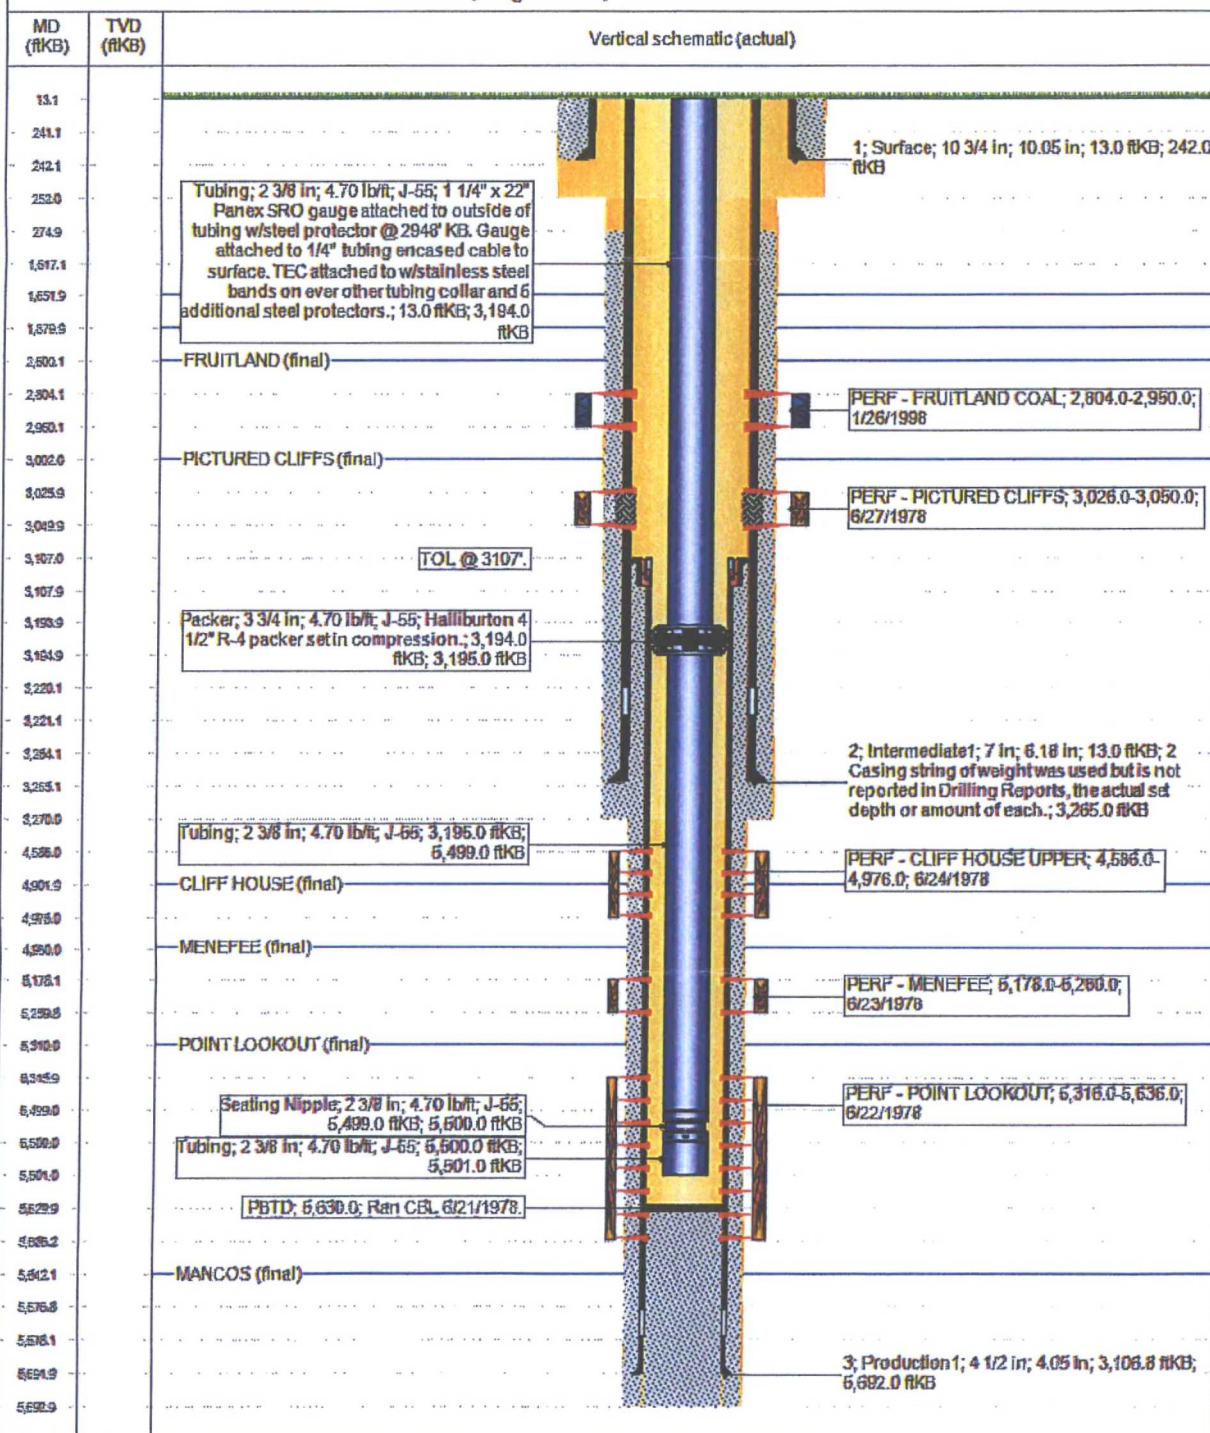 MD
(ftKB)
TVD
(ftKB)
Vertical schematic (actual)
13.1
241.1
242.1
252.0
274.9
1,617.1
1,651.9
1,879.9
2,600.1
2,804.1
2,950.1
3,002.0
3,025.9
3,049.9
3,107.0
3,107.9
3,193.9
3,194.9
3,220.1
3,221.1
3,264.1
3,265.1
3,270.0
4,586.0
4,901.9
4,976.0
4,980.0
5,178.1
5,310.0
5,315.9
5,499.0
5,500.0
5,501.0
5,629.9
5,642.1
5,691.9
5,692.9
1; Surface; 10 3/4 in; 10.05 in; 13.0 ftKB; 242.0
ftKB
Tubing; 2 3/8 in; 4.70 lb/ft; J-55; 1 1/4" x 22"
Panex SRO gauge attached to outside of
tubing w/steel protector @ 2948' KB. Gauge
attached to 1/4" tubing encased cable to
surface. TEC attached to w/stainless steel
bands on ever other tubing collar and 6
additional steel protectors.; 13.0 ftKB; 3,194.0
ftKB
FRUITLAND (final)
PERF - FRUITLAND COAL; 2,804.0-2,950.0;
1/26/1998
PICTURED CLIFFS (final)
PERF - PICTURED CLIFFS; 3,026.0-3,050.0;
6/27/1978
TOL @ 3107'.
Packer; 3 3/4 in; 4.70 lb/ft; J-55; Halliburton 4
1/2" R-4 packer set in compression.; 3,194.0
ftKB; 3,195.0 ftKB
2; Intermediate1; 7 in; 6.18 in; 13.0 ftKB; 2
Casing string of weight was used but is not
reported in Drilling Reports, the actual set
depth or amount of each.; 3,265.0 ftKB
Tubing; 2 3/8 in; 4.70 lb/ft; J-55; 3,195.0 ftKB;
5,499.0 ftKB
PERF - CLIFF HOUSE UPPER; 4,586.0-
4,976.0; 6/24/1978
CLIFF HOUSE (final)
MENEFEE (final)
PERF - MENEFEE; 5,178.0-5,260.0;
6/23/1978
POINT LOOKOUT (final)
PERF - POINT LOOKOUT; 5,316.0-5,636.0;
6/22/1978
Seating Nipple; 2 3/8 in; 4.70 lb/ft; J-55;
5,499.0 ftKB; 5,500.0 ftKB
Tubing; 2 3/8 in; 4.70 lb/ft; J-55; 5,500.0 ftKB;
5,501.0 ftKB
PBTD; 5,630.0; Ran CBL 6/21/1978.
MANCOS (final)
3; Production1; 4 1/2 in; 4.05 in; 3,106.8 ftKB;
5,692.0 ftKB